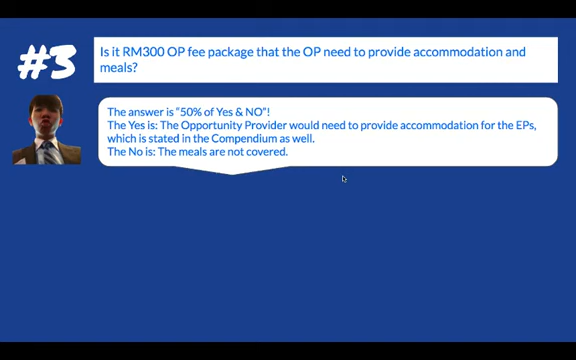 #3
Is it RM300 OP fee package that the OP need to provide accommodation and
meals?
The answer is "50% of Yes & NO"!
The Yes is: The Opportunity Provider would need to provide accommodation for the EPs,
which is stated in the Compendium as well.
The No is: The meals are not covered.